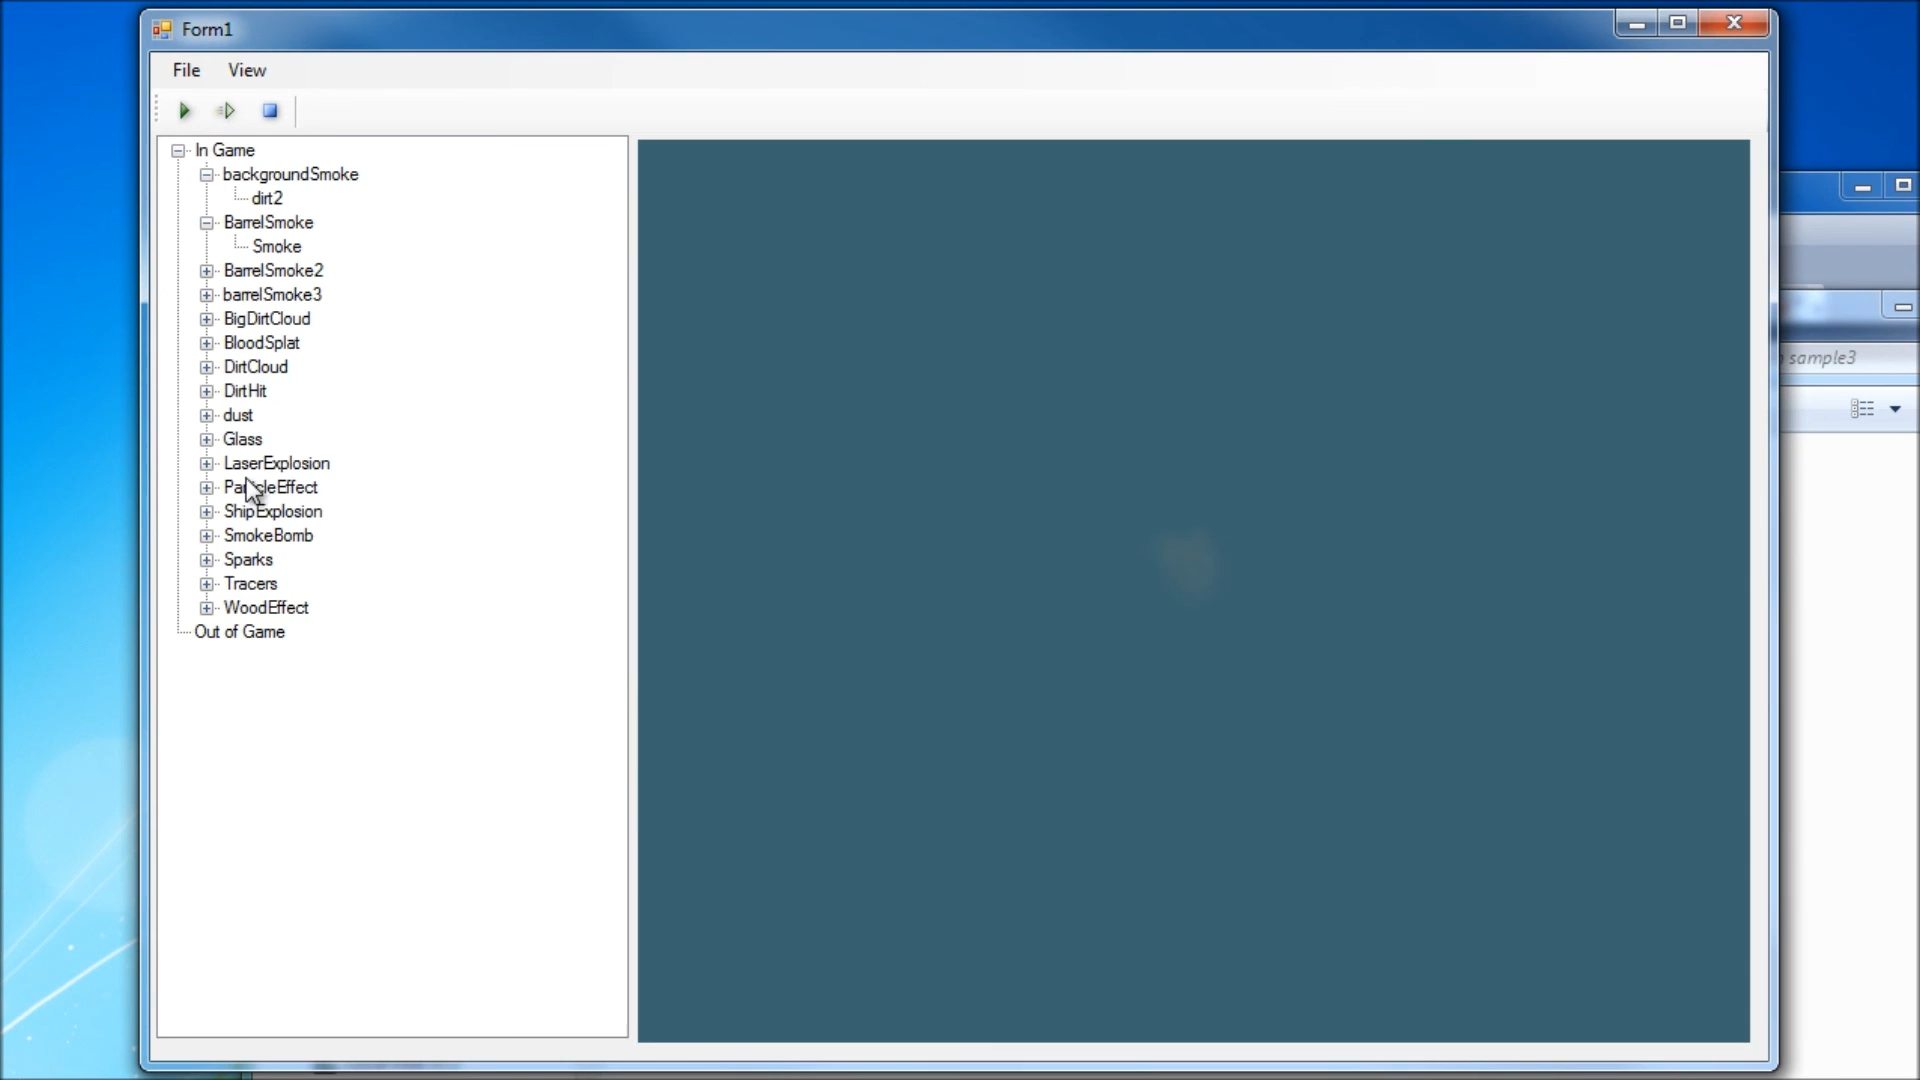 Form1
File View
In Game
backgroundSmoke
dirt2
BarrelSmoke
Smoke
BarrelSmoke2
barrelSmoke3
BigDirtCloud
BloodSplat
DirtCloud
DirtHit
dust
Glass
LaserExplosion
ParticleEffect
ShipExplosion
SmokeBomb
Sparks
Tracers
WoodEffect
Out of Game
sample3